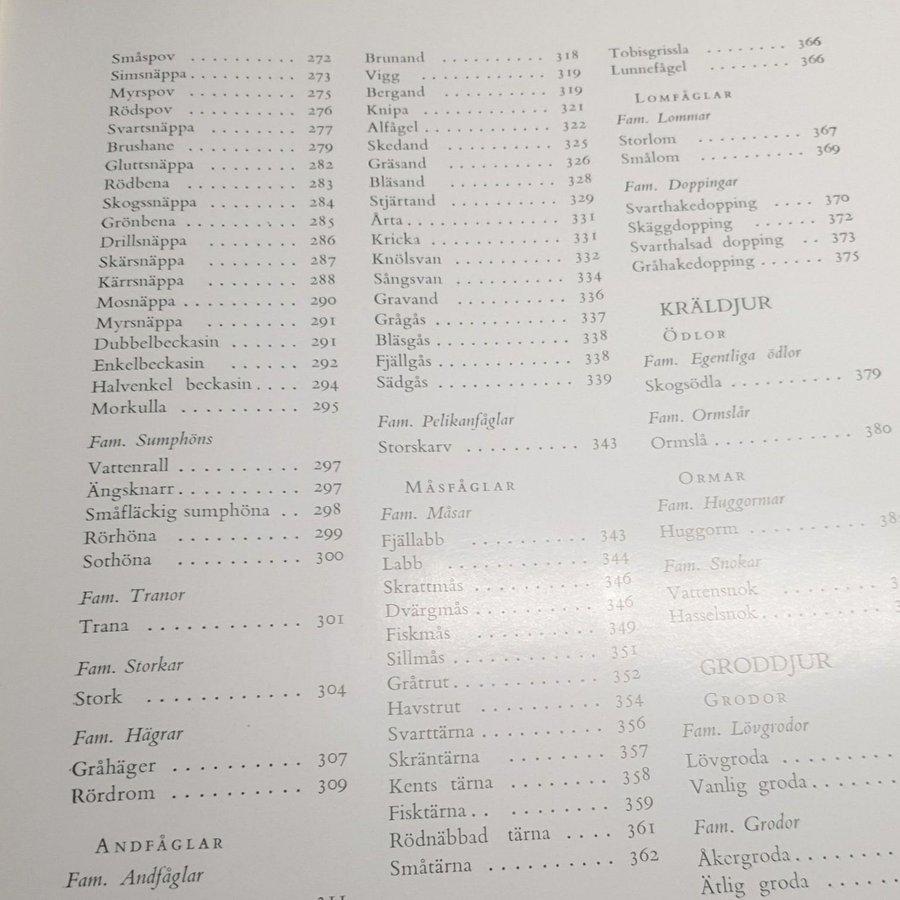 Småspov . . . . . . . . . . 272
Simsnäppa . . . . . . . . . . 273
Myrspov . . . . . . . . . . 275
Rödspov . . . . . . . . . . 276
Svartsnäppa . . . . . . . . 277
Brushane . . . . . . . . . . 279
Gluttsnäppa . . . . . . . . 282
Rödbena . . . . . . . . . . 283
Skogssnäppa . . . . . . . . 284
Grönbena . . . . . . . . . . 285
Drillsnäppa . . . . . . . . 286
Skärsnäppa . . . . . . . . 287
Kärrsnäppa . . . . . . . . 288
Mosnäppa . . . . . . . . . . 290
Myrsnäppa . . . . . . . . 291
Dubbelbeckasin . . . . . . 291
Enkelbeckasin . . . . . . 292
Halvenkel beckasin . . . . 294
Morkulla . . . . . . . . . . 295
Fam. Sumphöns
Vattenrall . . . . . . . . . . 297
Ängsknarr . . . . . . . . . . 297
Småfläckig sumphöna . . 298
Rörhöna . . . . . . . . . . 299
Sothöna . . . . . . . . . . 300
Fam. Tranor
Trana . . . . . . . . . . . . 301
Fam. Storkar
Stork . . . . . . . . . . . . 304
Fam. Hägrar
Gråhäger . . . . . . . . . . 307
Rördrom . . . . . . . . . . 309
ANDFÅGLAR
Fam. Andfåglar
Brunand . . . . . . . . . . 318
Vigg . . . . . . . . . . 319
Bergand . . . . . . . . . . 319
Knipa . . . . . . . . . . 321
Alfågel . . . . . . . . . . . . 322
Skedand . . . . . . . . . . 325
Gräsand . . . . . . . . . . 326
Bläsand . . . . . . . . . . 328
Stjärtand . . . . . . . . . . 329
Årta . . . . . . . . . . . . . . 331
Kricka . . . . . . . . . . . . 331
Knölsvan . . . . . . . . . . 332
Sångsvan . . . . . . . . . . 334
Gravand . . . . . . . . . . 336
Grågås . . . . . . . . . . . . 337
Bläsgås . . . . . . . . . . . . 338
Fjällgås . . . . . . . . . . . . 338
Sädgås . . . . . . . . . . . . 339
Fam. Pelikanfåglar
Storskarv . . . . . . . . . . 343
MÅSFÅGLAR
Fam. Måsar
Fjällabb . . . . . . . . . . 343
Labb . . . . . . . . . . . . 344
Skrattmås . . . . . . . . . . 346
Dvärgmås . . . . . . . . . . 346
Fiskmås . . . . . . . . . . 349
Sillmås . . . . . . . . . . . . 351
Gråtrut . . . . . . . . . . . . 352
Havstrut . . . . . . . . . . 354
Svarttärna . . . . . . . . . . 356
Skräntärna . . . . . . . . 357
Kents tärna . . . . . . . . 358
Fisktärna . . . . . . . . . . 359
Rödnäbbad tärna . . . . 361
Småtärna . . . . . . . . . . 362
Tobisgrissla . . . . . . . . 366
Lunnefågel . . . . . . . . 366
LOMFÅGLAR
Fam. Lommar
Storlom . . . . . . . . . . 367
Smålom . . . . . . . . . . 369
Fam. Doppingar
Svarthakedopping . . . . 370
Skäggdopping . . . . . . 372
Svarthalsad dopping . . 373
Gråhakedopping . . . . . . 375
KRÄLDJUR
ÖDLOR
Fam. Egentliga ödlor
Skogsödla . . . . . . . . . . 379
Fam. Ormslår
Ormslå . . . . . . . . . . . . 380
ORMAR
Fam. Huggormar
Huggorm . . . . . . . . . .
Fam. Snokar
Vattensnok . . . . . . . .
Hasselsnok . . . . . . . .
GRODDJUR
GRODOR
Fam. Lövgrodor
Lövgroda . . . . . . . .
Vanlig groda . . . . . .
Fam. Grodor
Åkergroda . . . . . . . .
Ätlig groda . . . . . .